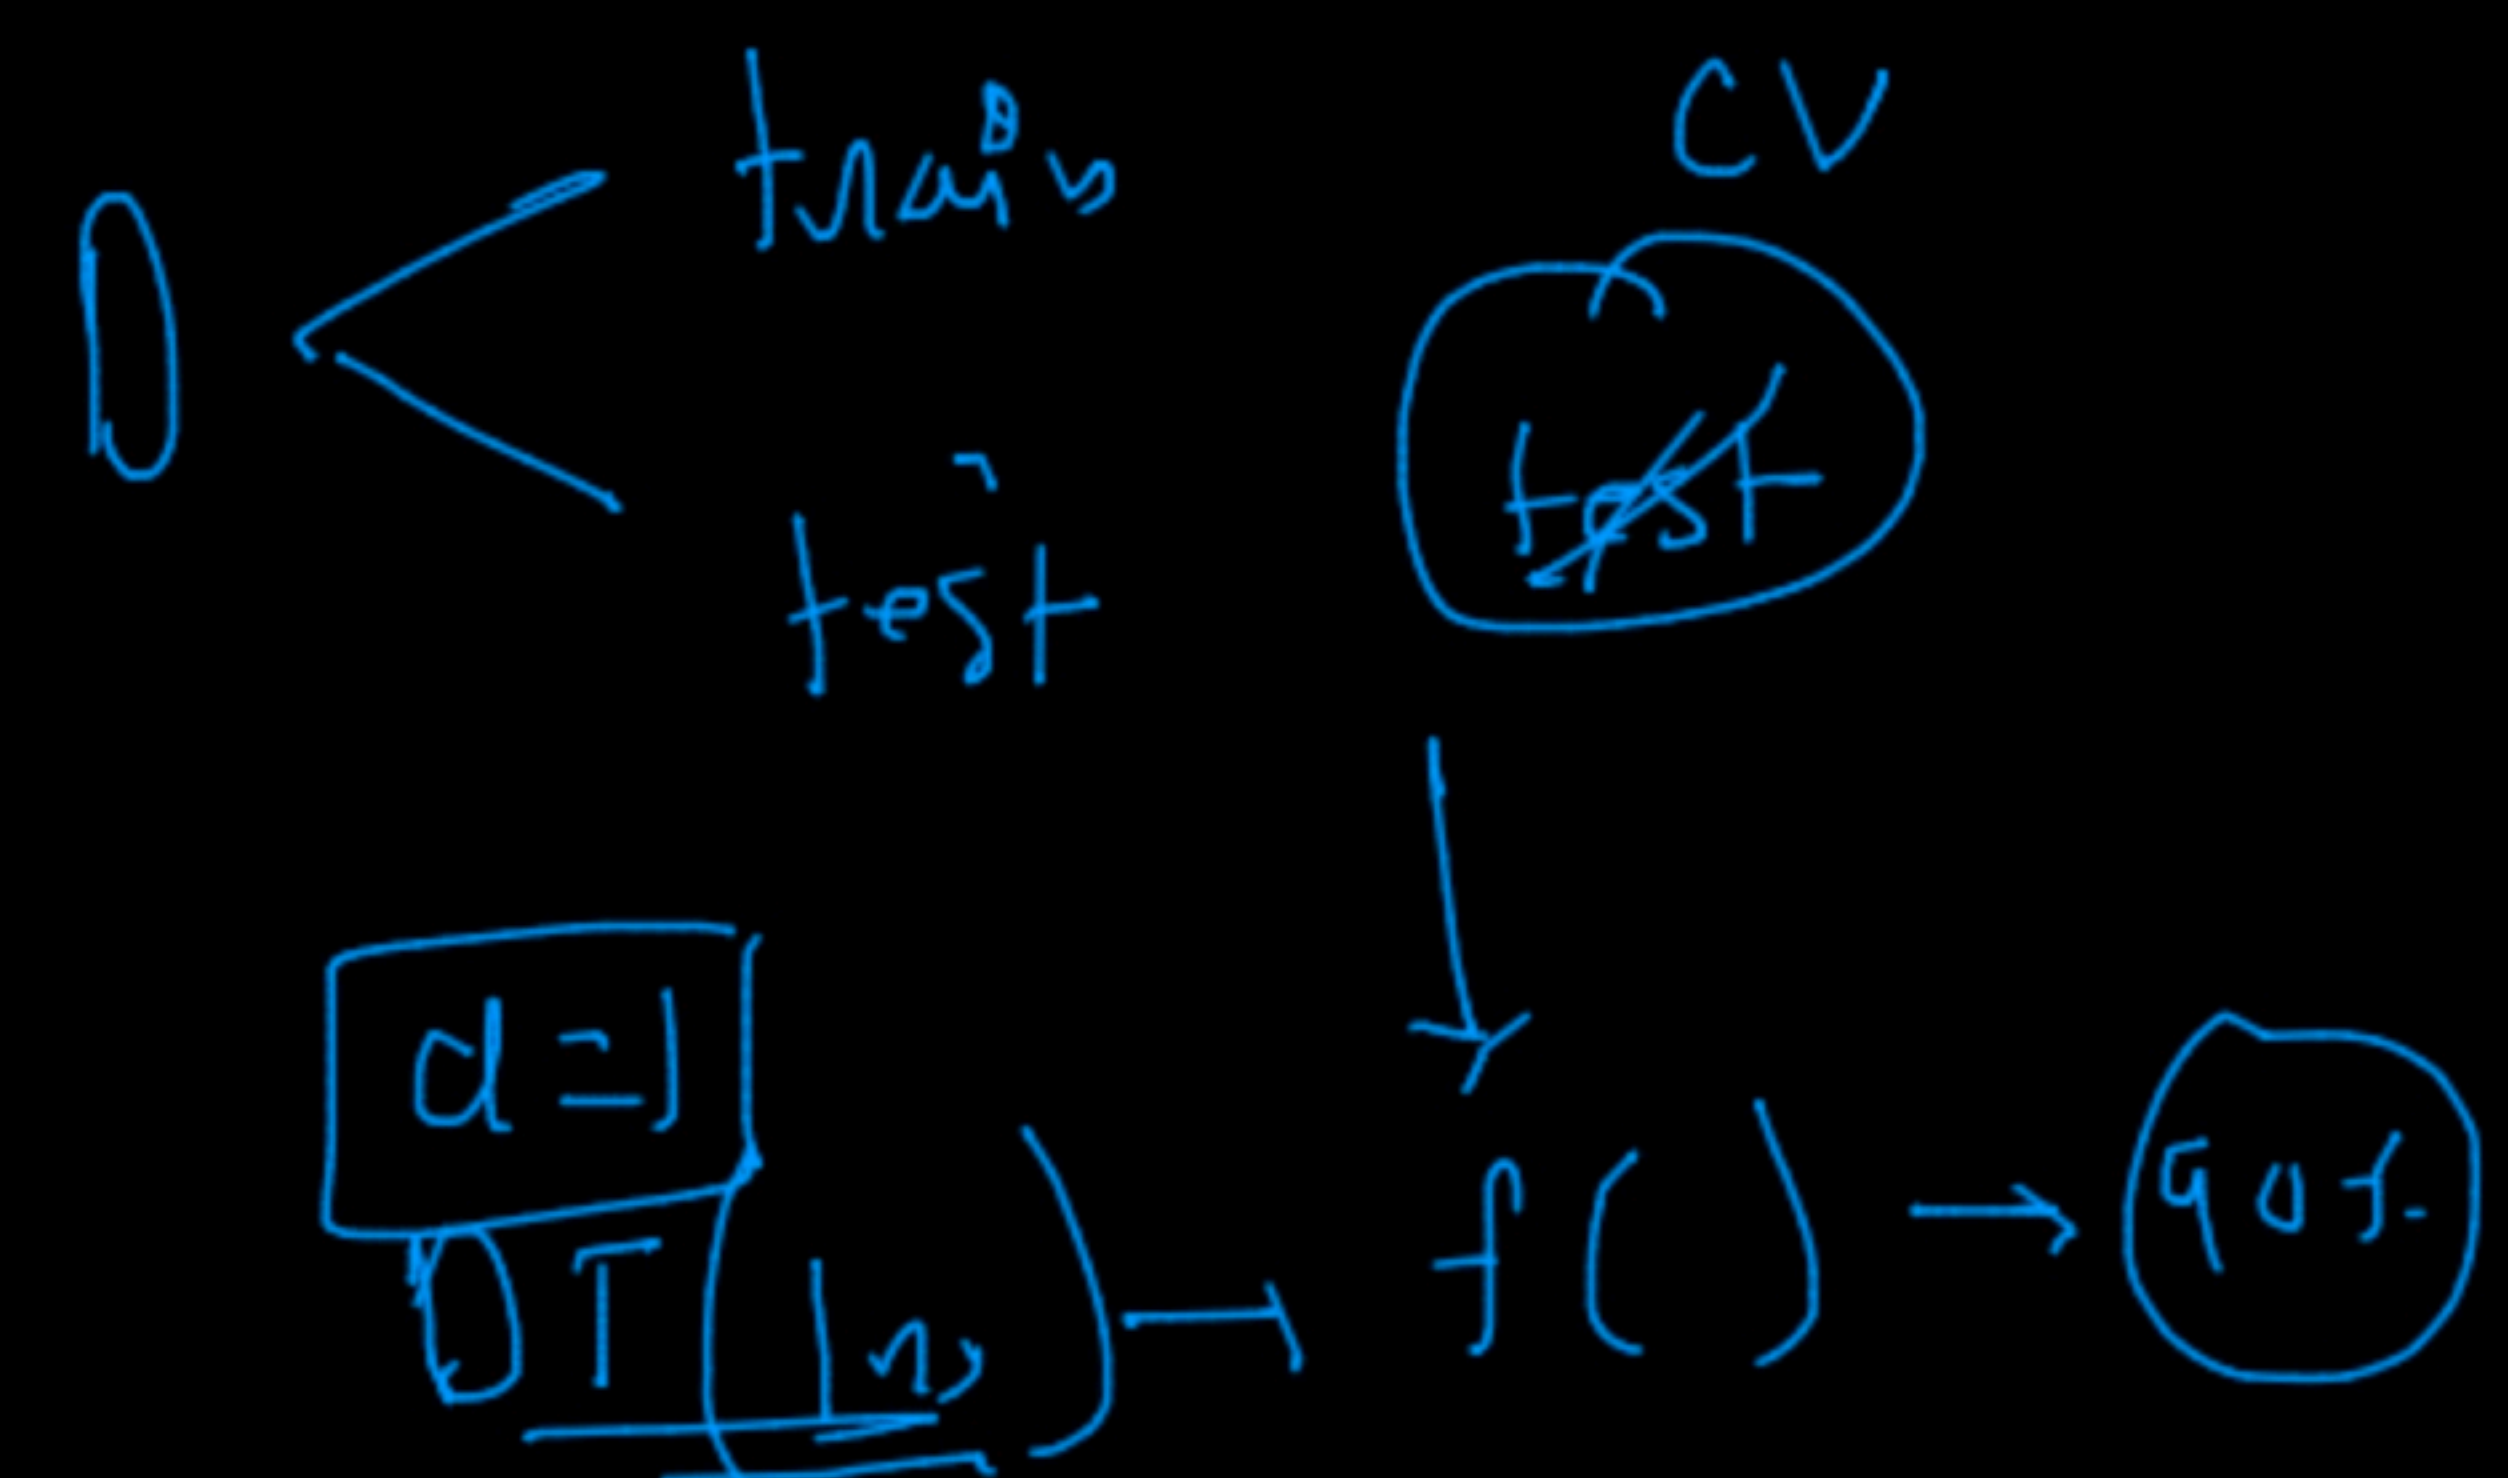 D train CV
test test
d=1
DT( ) → f( ) → 90%